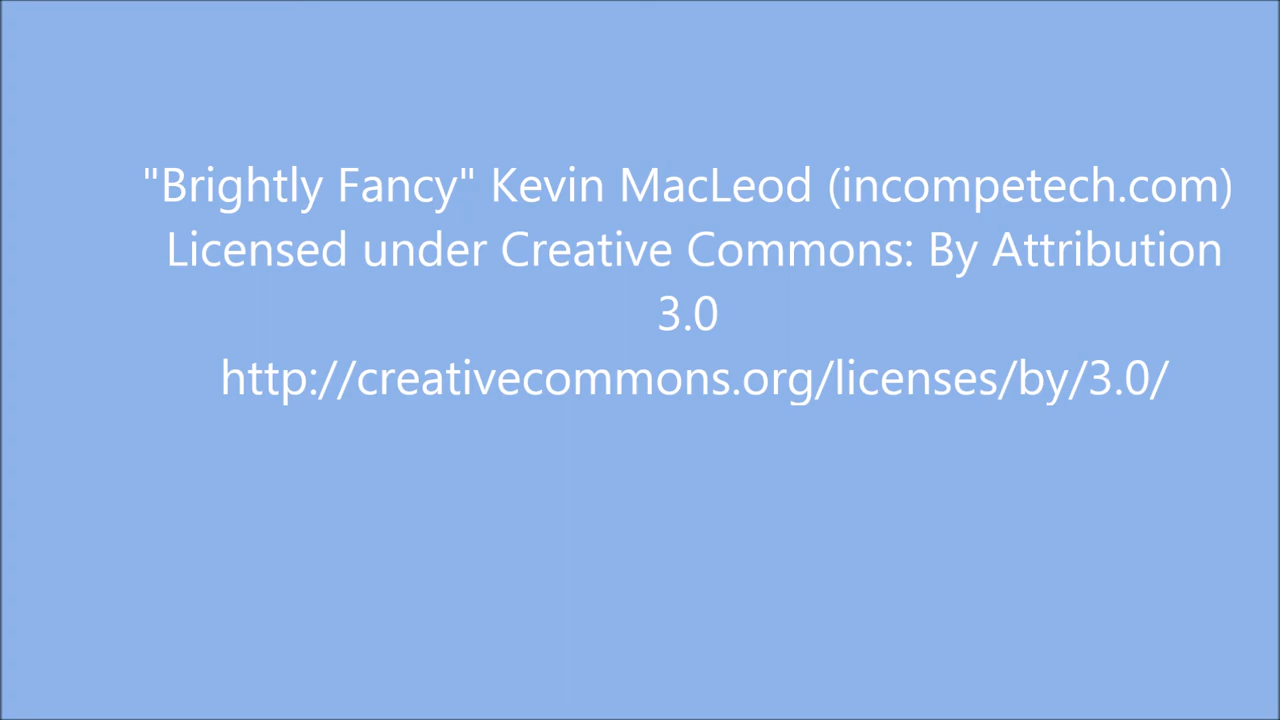 "Brightly Fancy" Kevin MacLeod (incompetech.com)
Licensed under Creative Commons: By Attribution
3.0
http://creativecommons.org/licenses/by/3.0/